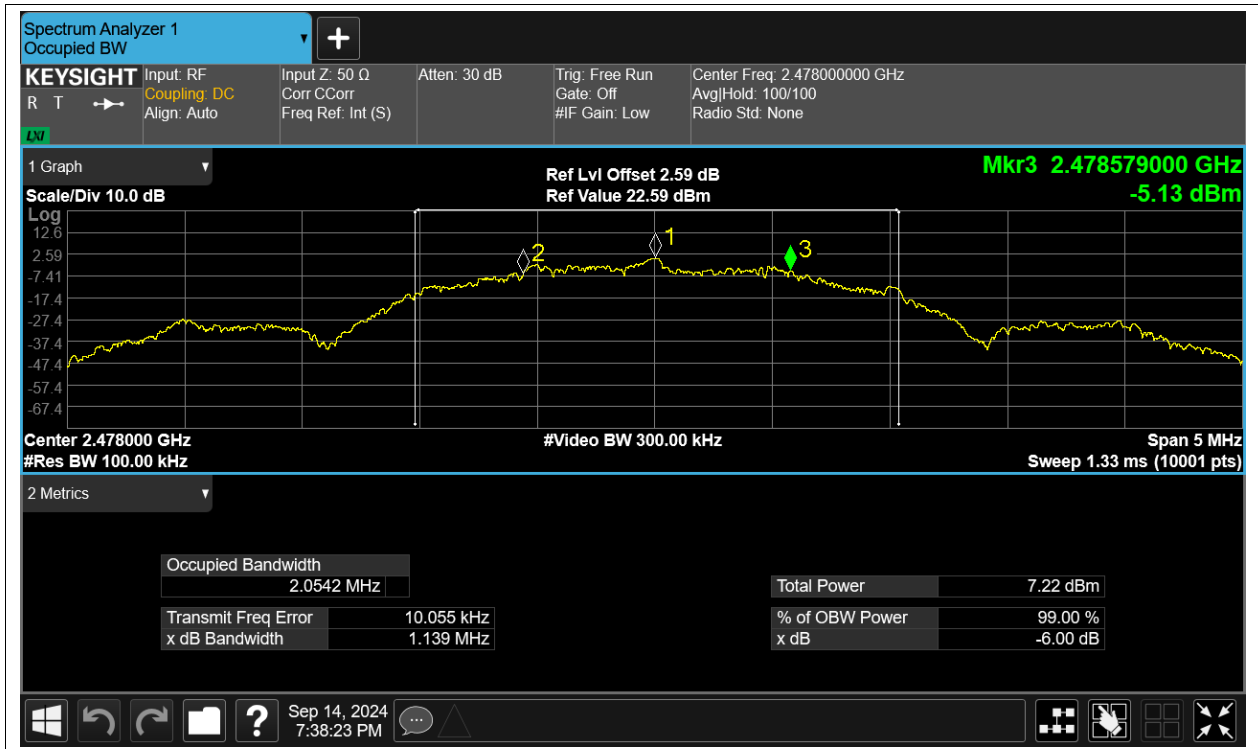 Spectrum Analyzer 1
Occupied BW
KEYSIGHT
R T
LXI
Input: RF
Coupling: DC
Align: Auto
Input Z: 50 Ω
Corr CCorr
Freq Ref: Int (S)
Atten: 30 dB
Trig: Free Run
Gate: Off
#IF Gain: Low
Center Freq: 2.478000000 GHz
Avg|Hold: 100/100
Radio Std: None
1 Graph
Scale/Div 10.0 dB
Ref Lvl Offset 2.59 dB
Ref Value 22.59 dBm
Mkr3 2.478579000 GHz
-5.13 dBm
Log
12.6
2.59
-7.41
-17.4
-27.4
-37.4
-47.4
-57.4
-67.4
2
1
3
Center 2.478000 GHz
#Video BW 300.00 kHz
Span 5 MHz
#Res BW 100.00 kHz
Sweep 1.33 ms (10001 pts)
2 Metrics
Occupied Bandwidth
2.0542 MHz
Transmit Freq Error 10.055 kHz
x dB Bandwidth 1.139 MHz
Total Power 7.22 dBm
% of OBW Power 99.00 %
x dB -6.00 dB
?
Sep 14, 2024
7:38:23 PM